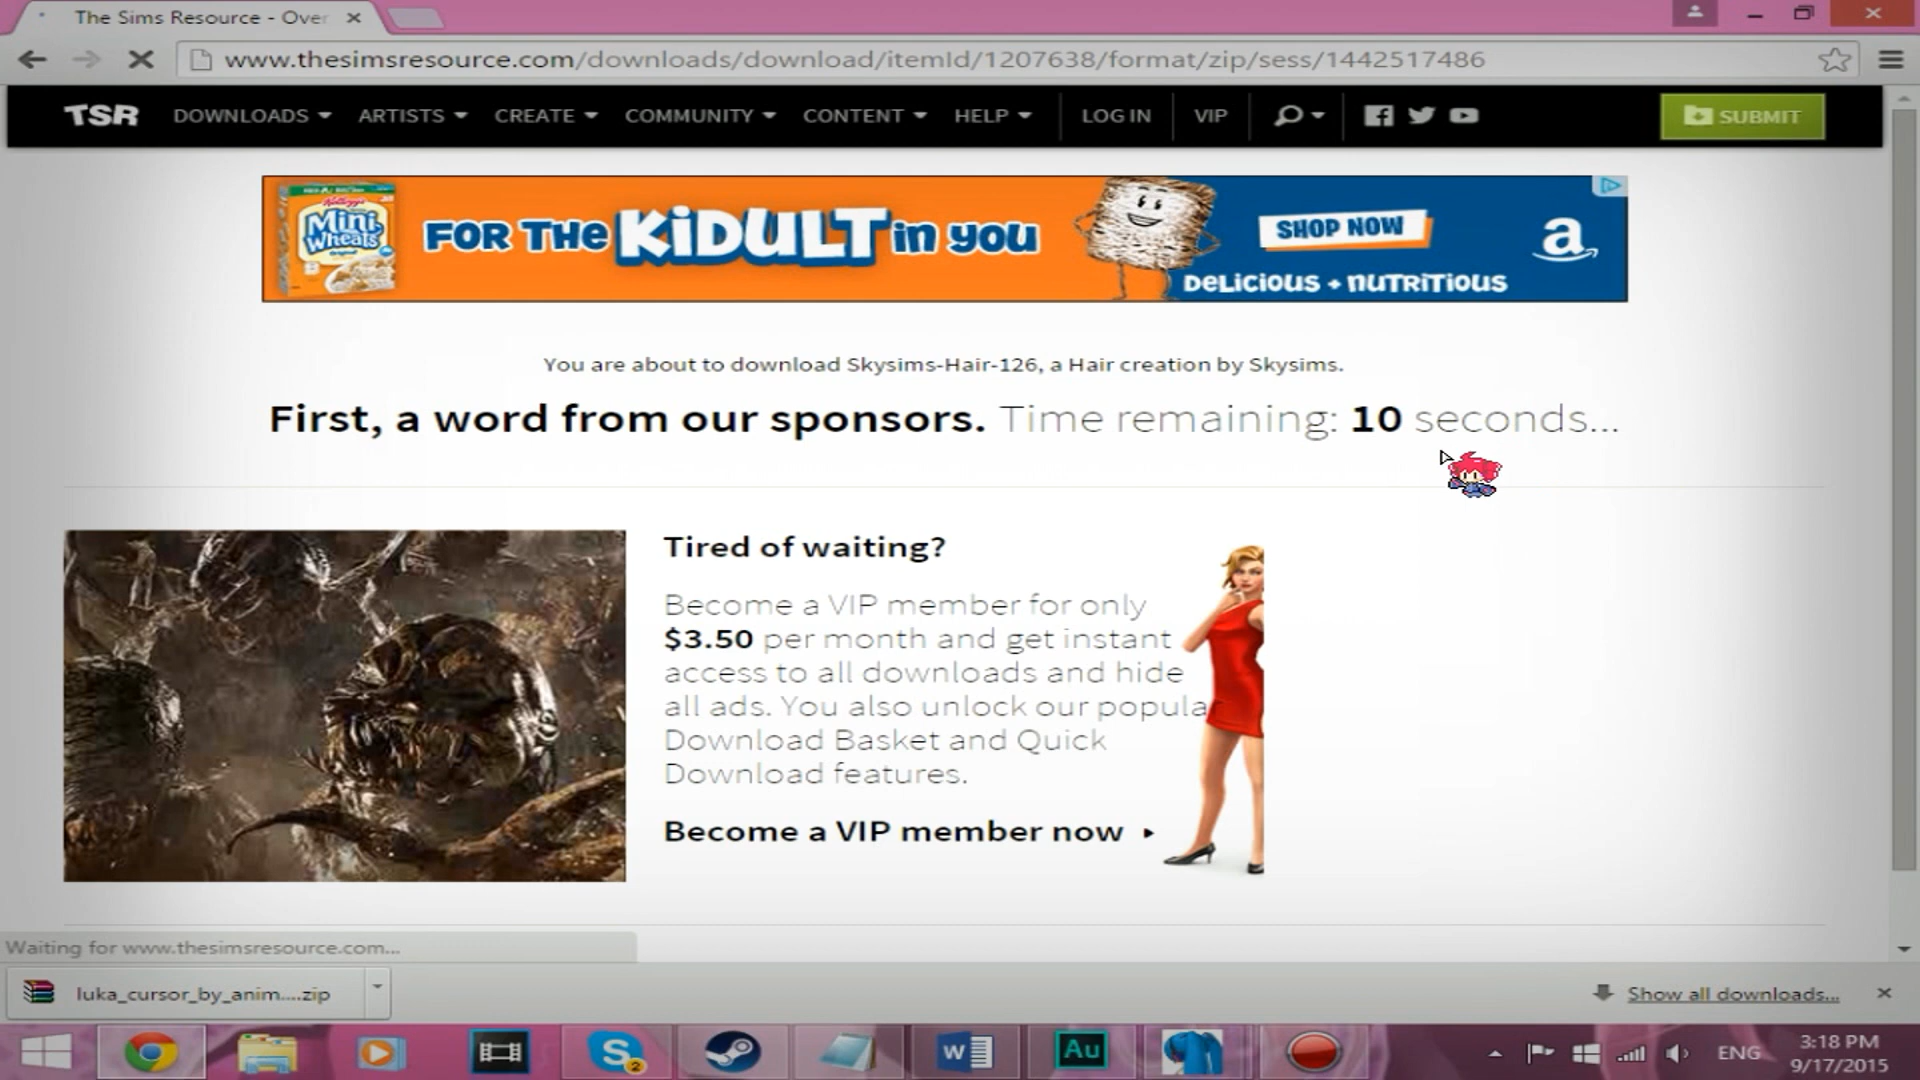 The Sims Resource - Over
www.thesimsresource.com/downloads/download/itemId/1207638/format/zip/sess/1442517486
TSR DOWNLOADS ARTISTS CREATE COMMUNITY CONTENT HELP LOG IN VIP SUBMIT
Kellogg's
Mini Wheats
Original
FOR THE KiDULT in you
SHOP NOW
DeLicious + nuTRiTious
a
You are about to download Skysims-Hair-126, a Hair creation by Skysims.
First, a word from our sponsors. Time remaining: 10 seconds...
Tired of waiting?
Become a VIP member for only
$3.50 per month and get instant
access to all downloads and hide
all ads. You also unlock our popula
Download Basket and Quick
Download features.
Become a VIP member now
Waiting for www.thesimsresource.com...
luka_cursor_by_anim....zip
Show all downloads...
S 2
W
Au
ENG
3:18 PM
9/17/2015